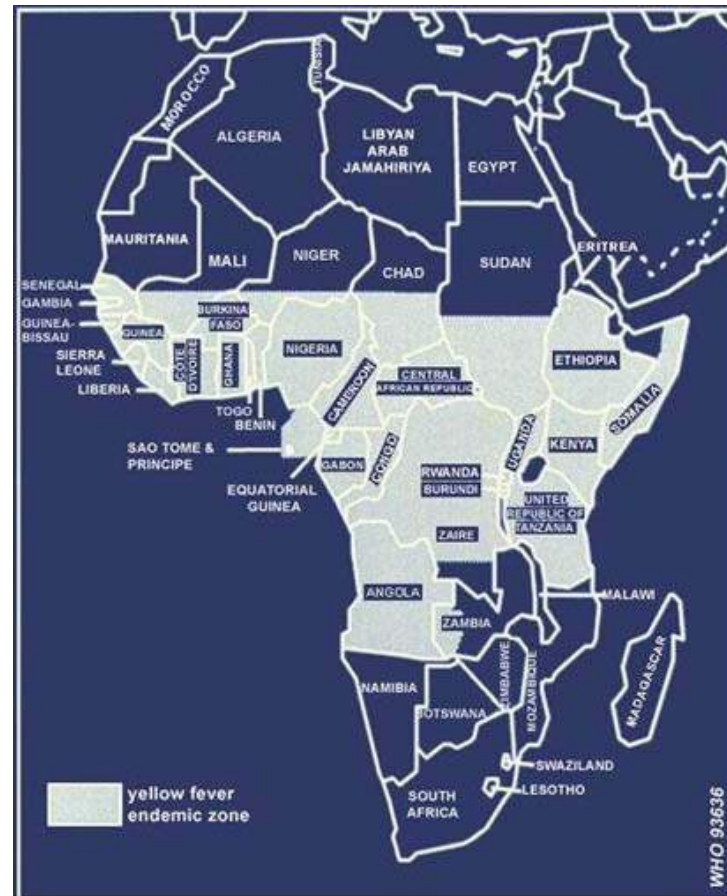 TUNISIA
MOROCCO
ALGERIA
LIBYAN
ARAB
JAMAHIRIYA
EGYPT
MAURITANIA
MALI
NIGER
CHAD
SUDAN
ERITREA
SENEGAL
GAMBIA
GUINEA-
BISSAU
GUINEA
SIERRA
LEONE
LIBERIA
BURKINA
FASO
CÔTE
D'IVOIRE
GHANA
TOGO
BENIN
NIGERIA
CAMEROON
CENTRAL
AFRICAN REPUBLIC
ETHIOPIA
SOMALIA
UGANDA
KENYA
SAO TOME &
PRINCIPE
EQUATORIAL
GUINEA
GABON
CONGO
RWANDA
BURUNDI
ZAIRE
UNITED
REPUBLIC OF
TANZANIA
ANGOLA
ZAMBIA
MALAWI
NAMIBIA
BOTSWANA
ZIMBABWE
MOZAMBIQUE
MADAGASCAR
SWAZILAND
LESOTHO
SOUTH
AFRICA
yellow fever
endemic zone
WHO 93636